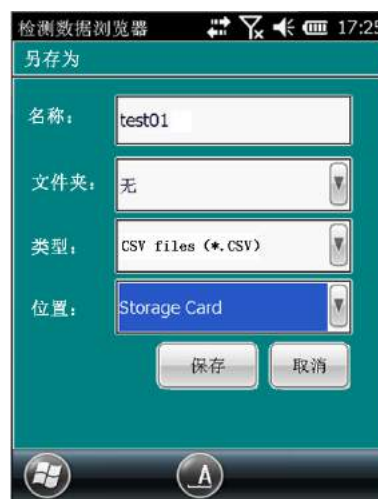 检测数据浏览器 17:25
另存为
名称： test01
文件夹： 无
类型： CSV files (*.CSV)
位置： Storage Card
保存 取消
A